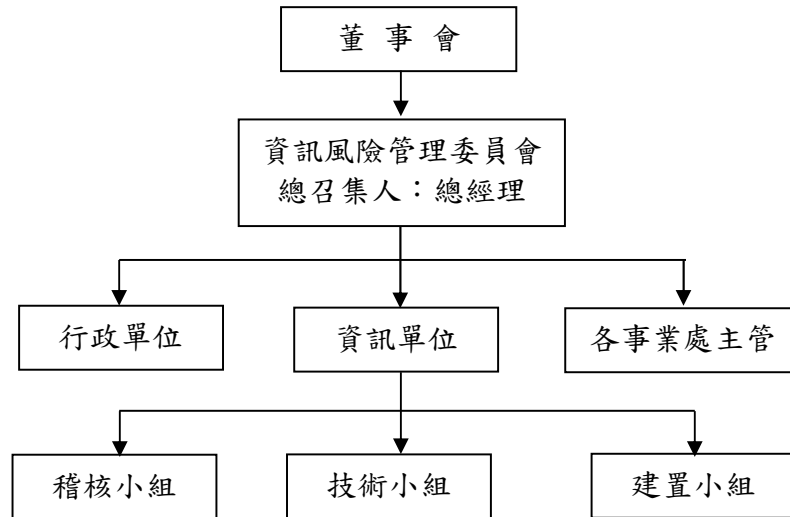 董 事 會
資訊風險管理委員會
總召集人：總經理
行政單位
資訊單位
各事業處主管
稽核小組
技術小組
建置小組